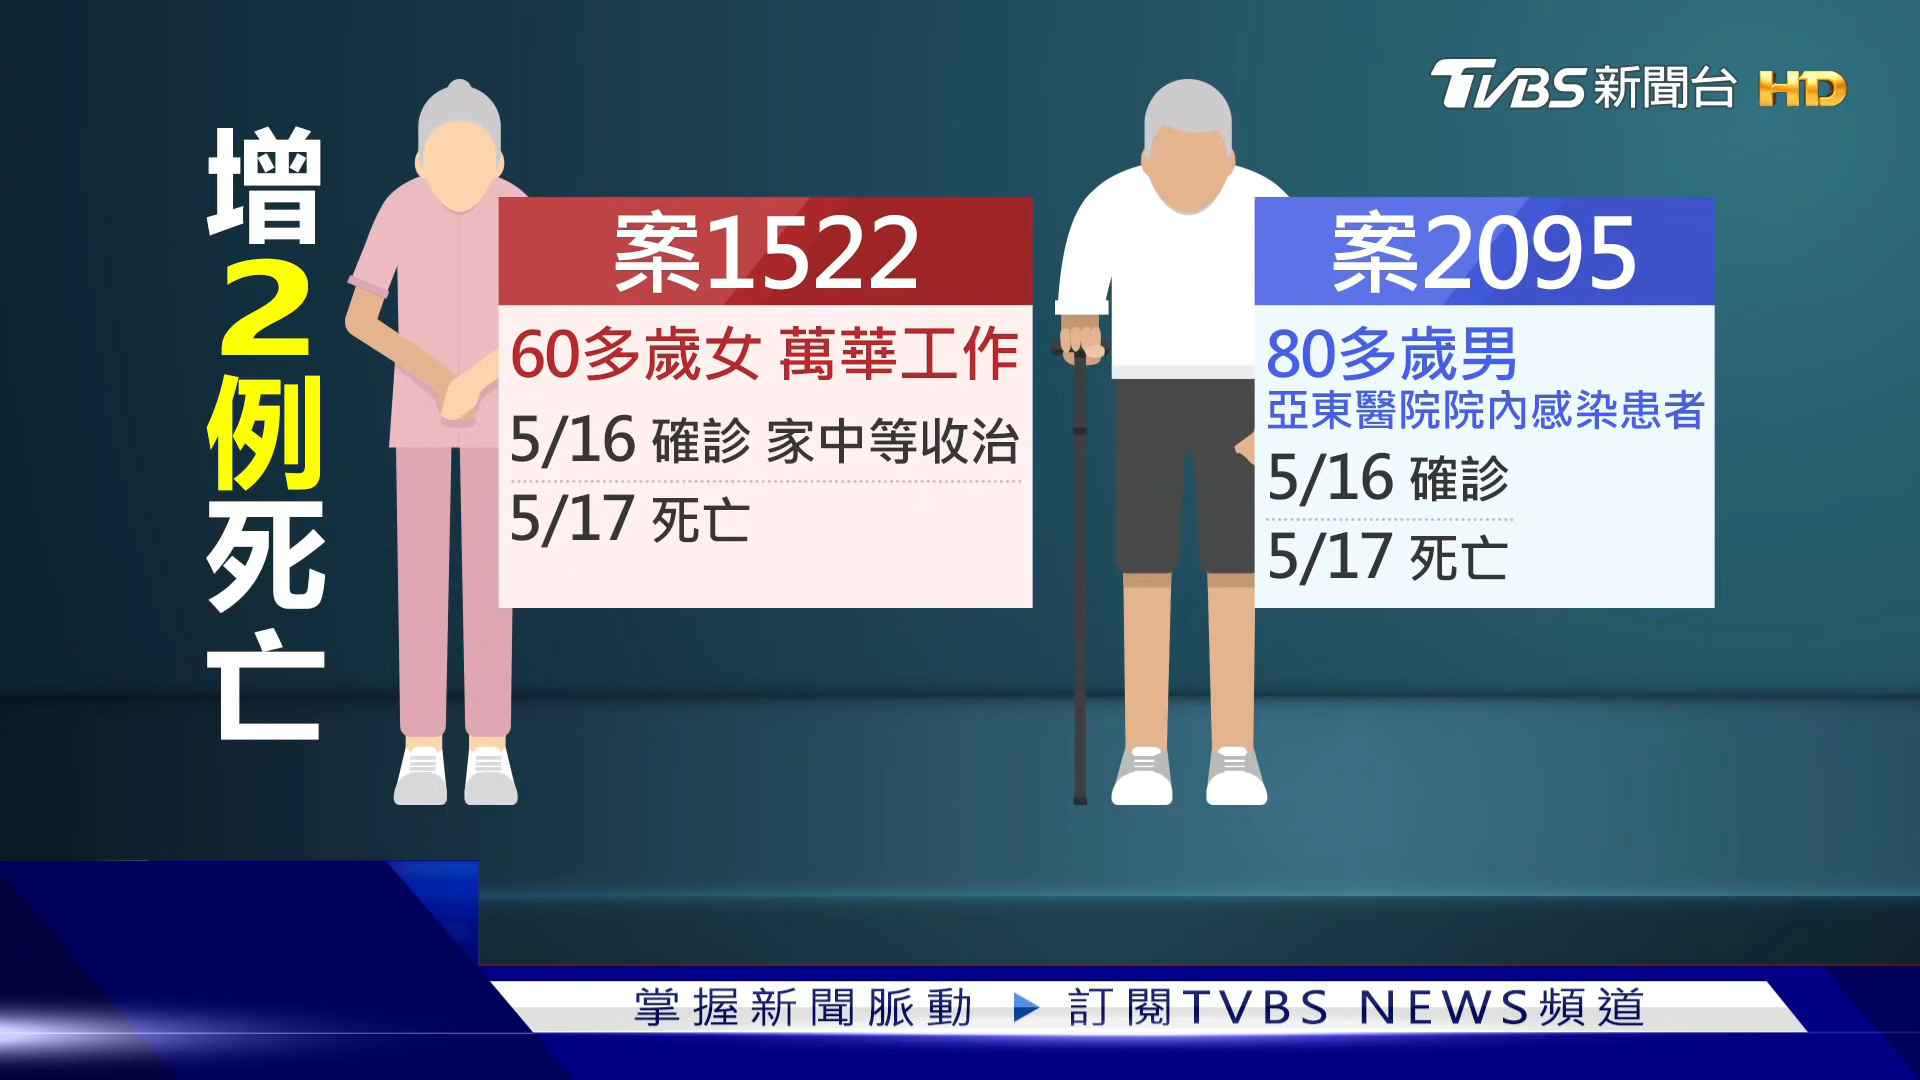 TVBS新聞台 HD
增2例死亡
案1522
60多歲女 萬華工作
5/16 確診 家中等收治
5/17 死亡
案2095
80多歲男
亞東醫院院內感染患者
5/16 確診
5/17 死亡
掌握新聞脈動 ▶ 訂閱TVBS NEWS頻道